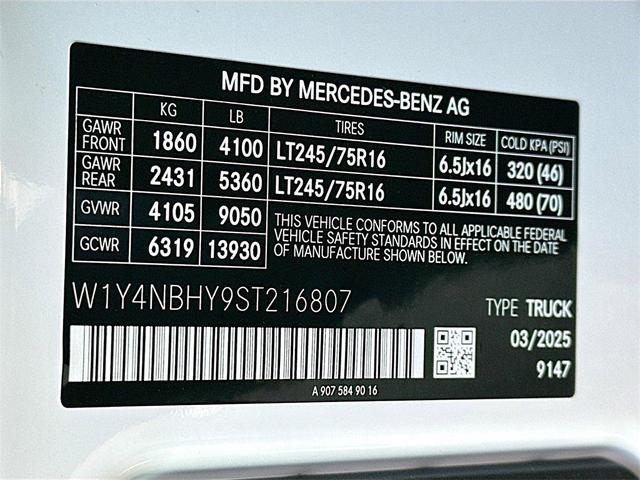 MFD BY MERCEDES-BENZ AG
KG LB TIRES RIM SIZE COLD KPA (PSI)
GAWR FRONT 1860 4100 LT245/75R16 6.5Jx16 320 (46)
GAWR REAR 2431 5360 LT245/75R16 6.5Jx16 480 (70)
GVWR 4105 9050
GCWR 6319 13930
THIS VEHICLE CONFORMS TO ALL APPLICABLE FEDERAL
VEHICLE SAFETY STANDARDS IN EFFECT ON THE DATE
OF MANUFACTURE SHOWN ABOVE.
W1Y4NBHY9ST216807
TYPE TRUCK
03/2025
9147
A 907 584 90 16